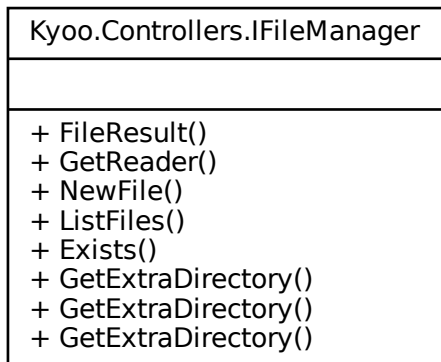 Kyoo.Controllers.IFileManager
+ FileResult()
+ GetReader()
+ NewFile()
+ ListFiles()
+ Exists()
+ GetExtraDirectory()
+ GetExtraDirectory()
+ GetExtraDirectory()